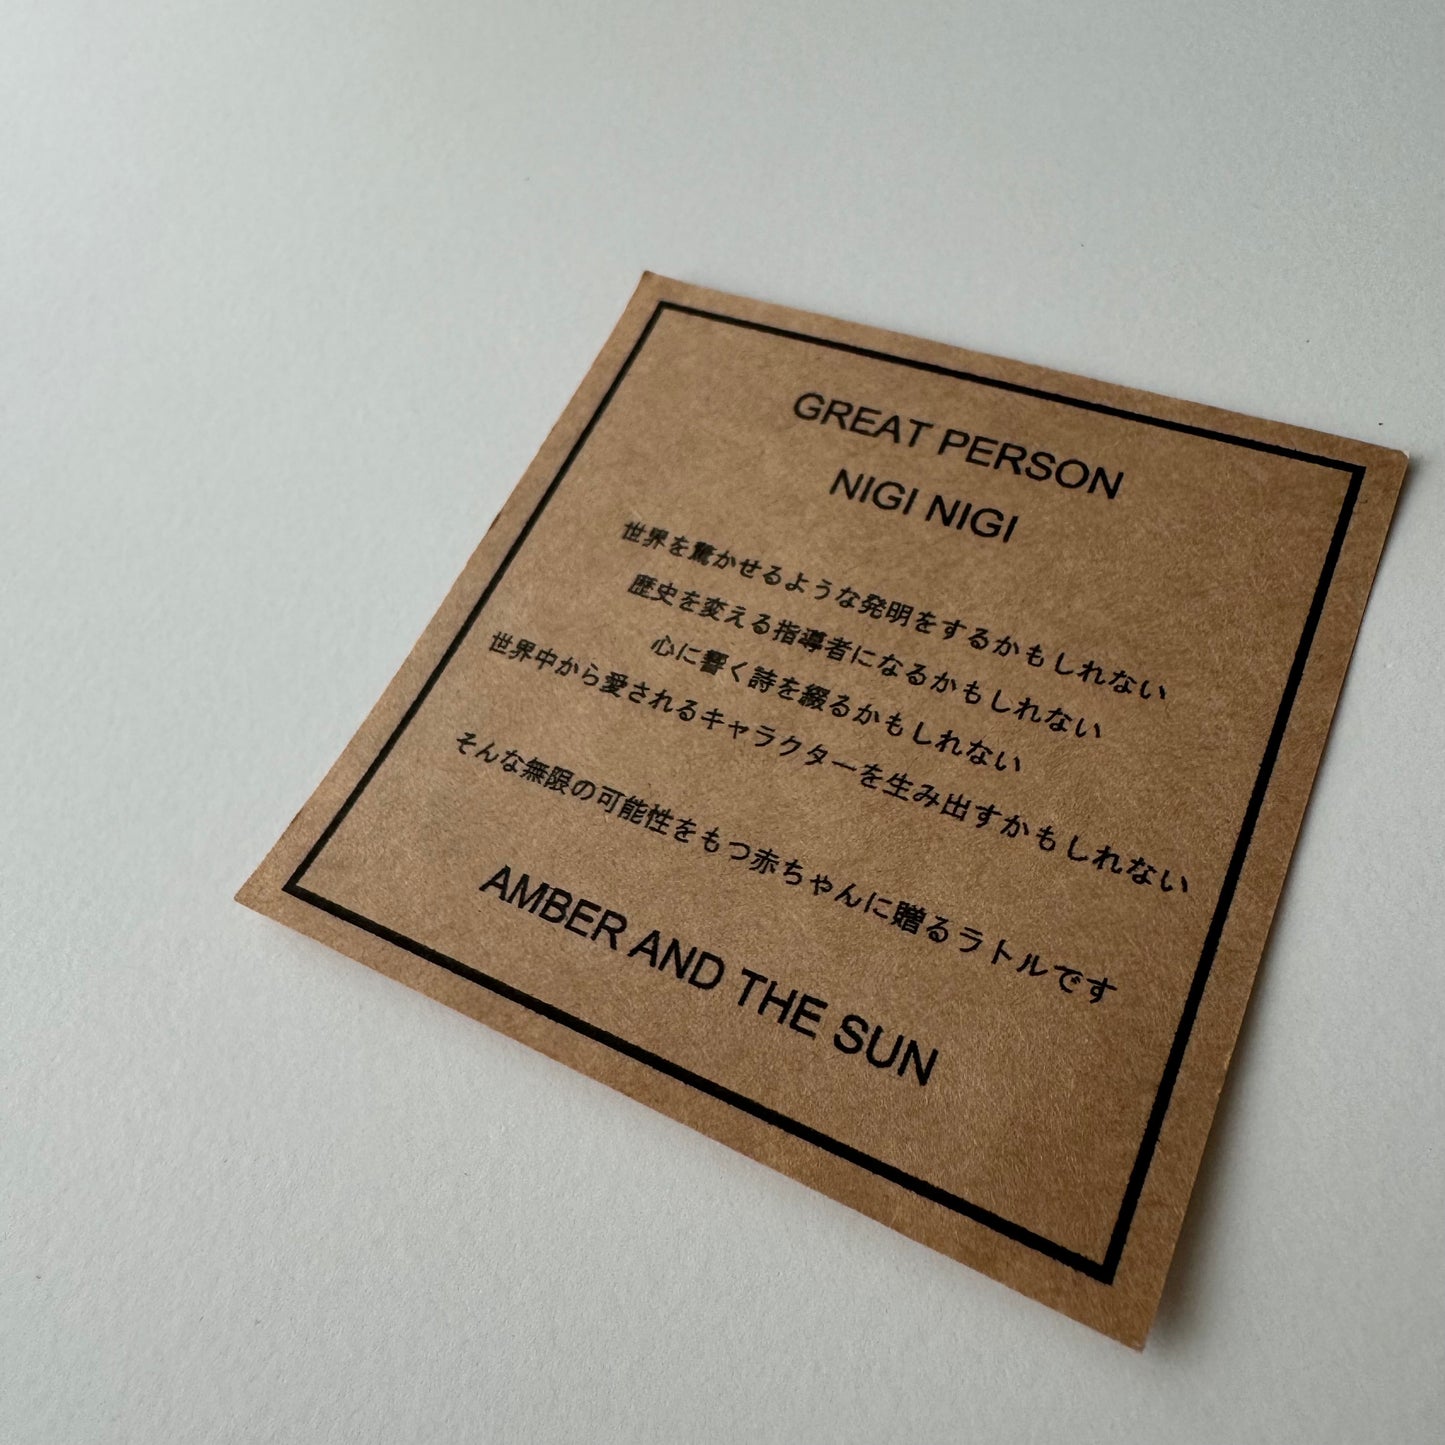 GREAT PERSON
NIGI NIGI
世界を驚かせるような発明をするかもしれない
歴史を変える指導者になるかもしれない
心に響く詩を綴るかもしれない
世界中から愛されるキャラクターを生み出すかもしれない
そんな無限の可能性をもつ赤ちゃんに贈るラトルです
AMBER AND THE SUN